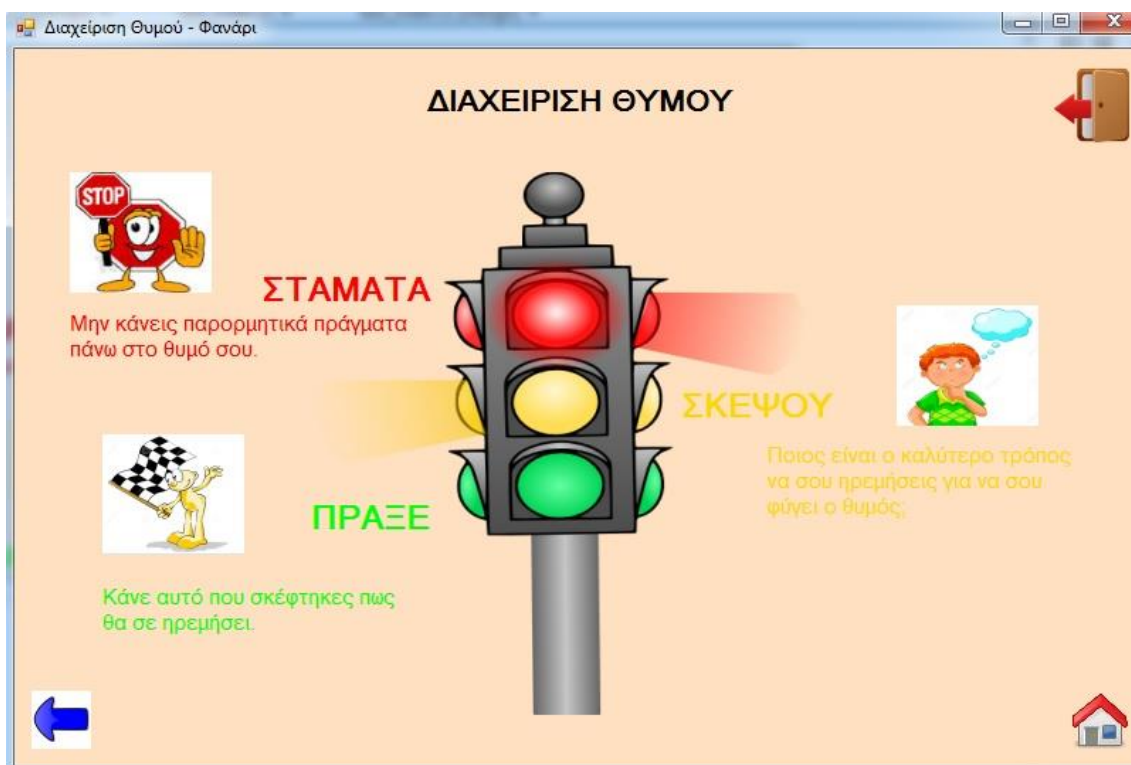 Διαχείριση Θυμού - Φανάρι
ΔΙΑΧΕΙΡΙΣΗ ΘΥΜΟΥ
STOP
ΣΤΑΜΑΤΑ
Μην κάνεις παρορμητικά πράγματα
πάνω στο θυμό σου.
ΣΚΕΨΟΥ
Ποιος είναι ο καλύτερο τρόπος
να σου ηρεμήσεις για να σου
φύγει ο θυμός;
ΠΡΑΞΕ
Κάνε αυτό που σκέφτηκες πως
θα σε ηρεμήσει.